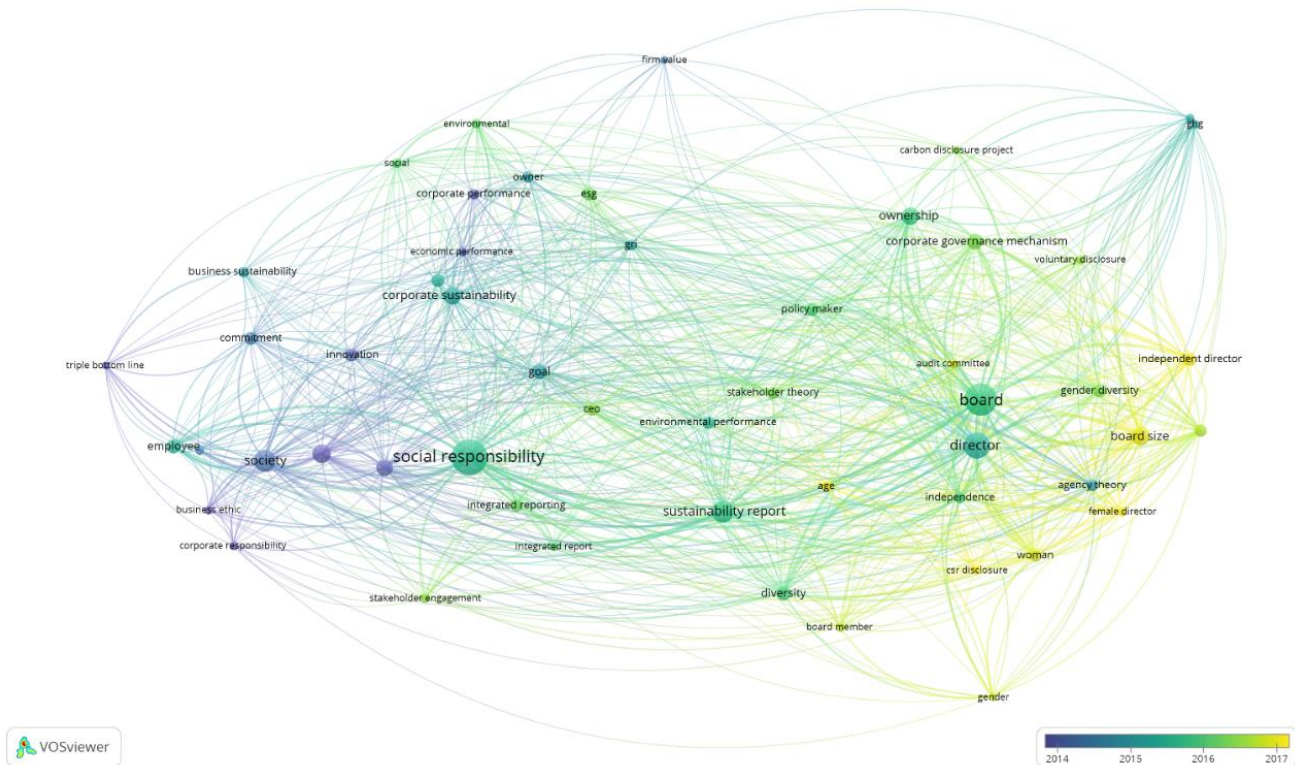 firm value
environmental
ghg
carbon disclosure project
social
owner
corporate performance
esg
ownership
corporate governance mechanism
gri
economic performance
voluntary disclosure
business sustainability
corporate sustainability
policy maker
commitment
innovation
independent director
triple bottom line
audit committee
goal
stakeholder theory
gender diversity
board
ceo
environmental performance
board size
employee
director
social responsibility
society
agency theory
age
independence
integrated reporting
business ethic
sustainability report
female director
corporate responsibility
integrated report
woman
csr disclosure
diversity
stakeholder engagement
board member
gender
VOSviewer
2014 2015 2016 2017